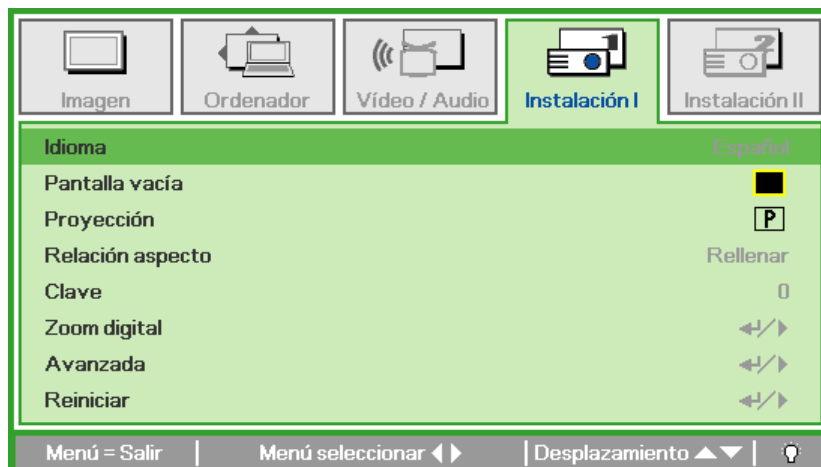 Imagen Ordenador Vídeo / Audio Instalación I Instalación II
Idioma Español
Pantalla vacía
Proyección P
Relación aspecto Rellenar
Clave 0
Zoom digital
Avanzada
Reiniciar
Menú = Salir Menú seleccionar Desplazamiento